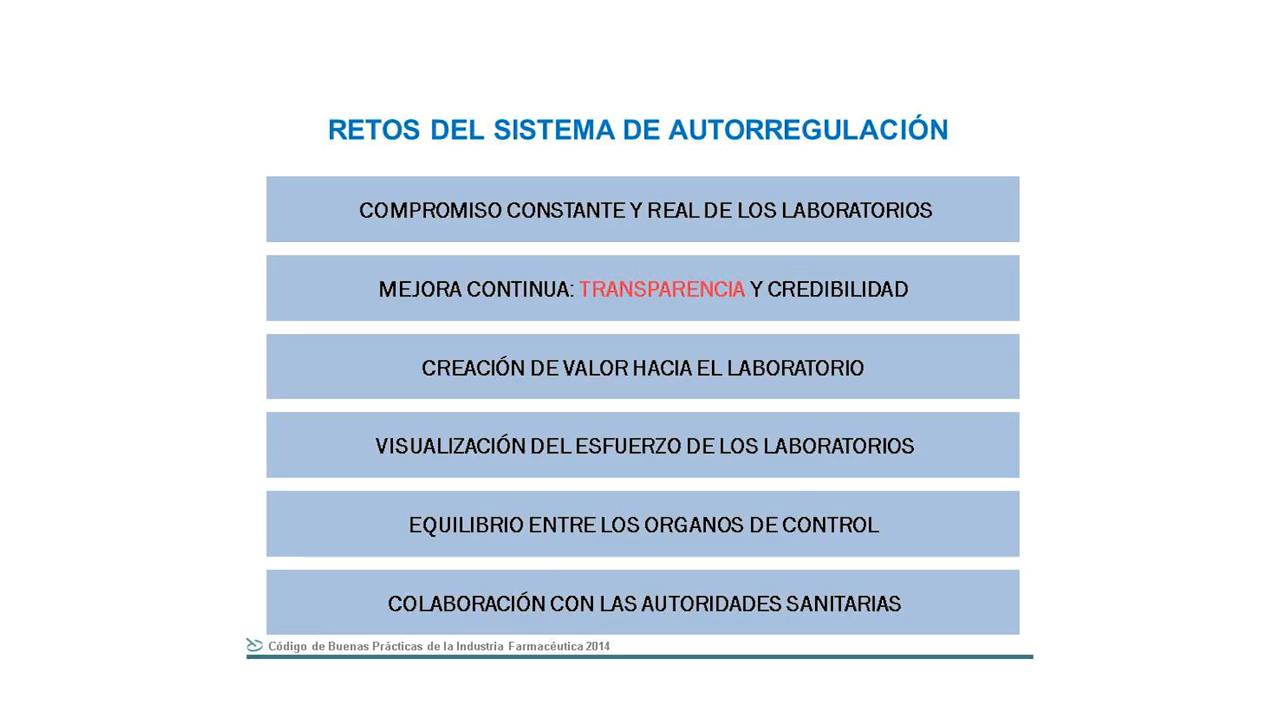 RETOS DEL SISTEMA DE AUTORREGULACIÓN
COMPROMISO CONSTANTE Y REAL DE LOS LABORATORIOS
MEJORA CONTINUA: TRANSPARENCIA Y CREDIBILIDAD
CREACIÓN DE VALOR HACIA EL LABORATORIO
VISUALIZACIÓN DEL ESFUERZO DE LOS LABORATORIOS
EQUILIBRIO ENTRE LOS ORGANOS DE CONTROL
COLABORACIÓN CON LAS AUTORIDADES SANITARIAS
Código de Buenas Prácticas de la Industria Farmacéutica 2014